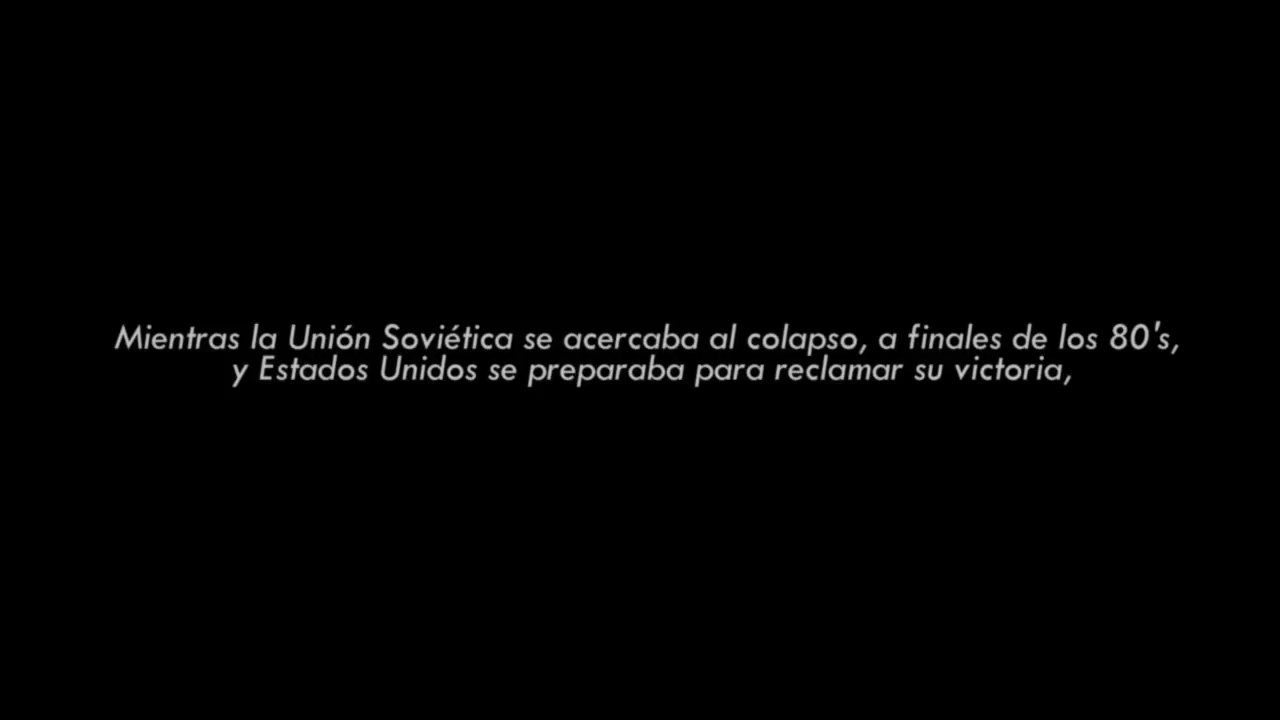 Mientras la Unión Soviética se acercaba al colapso, a finales de los 80's,
y Estados Unidos se preparaba para reclamar su victoria,